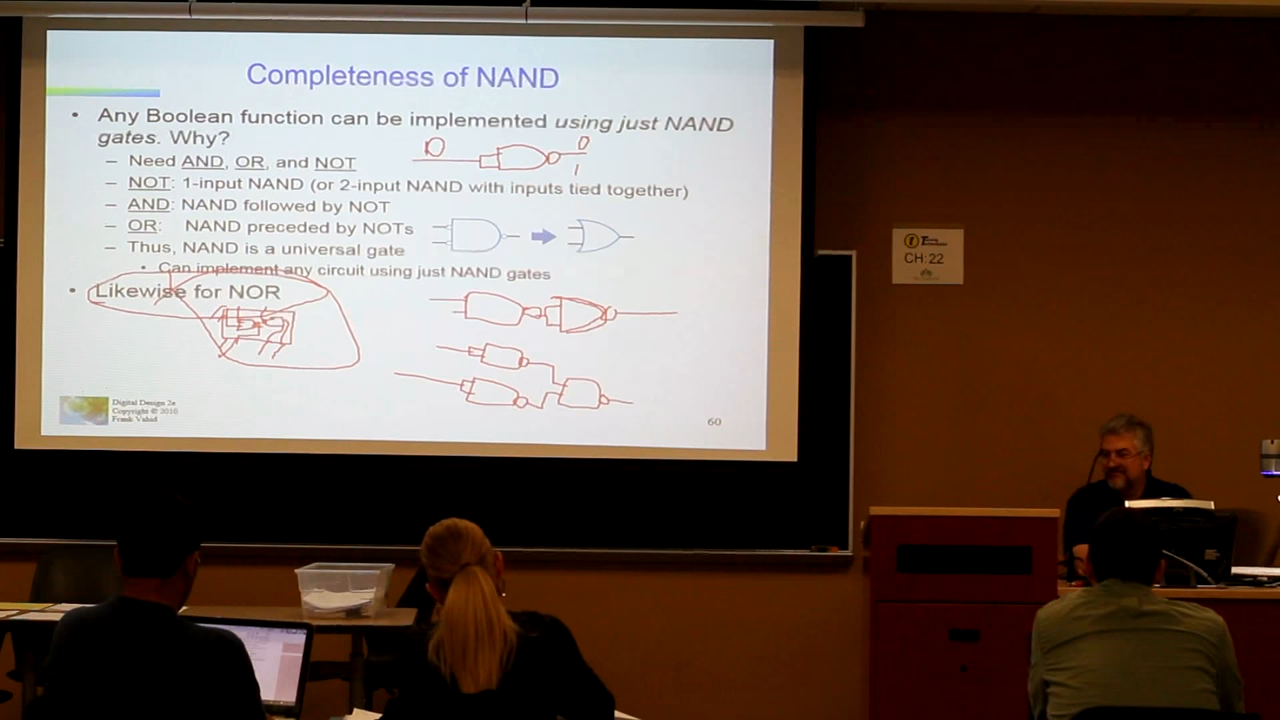 Completeness of NAND
• Any Boolean function can be implemented using just NAND
gates. Why?
– Need AND, OR, and NOT
0 0
1
– NOT: 1-input NAND (or 2-input NAND with inputs tied together)
– AND: NAND followed by NOT
– OR: NAND preceded by NOTs
– Thus, NAND is a universal gate
• Can implement any circuit using just NAND gates
• Likewise for NOR
Digital Design 2e
Copyright © 2010
Frank Vahid
60
CH: 22